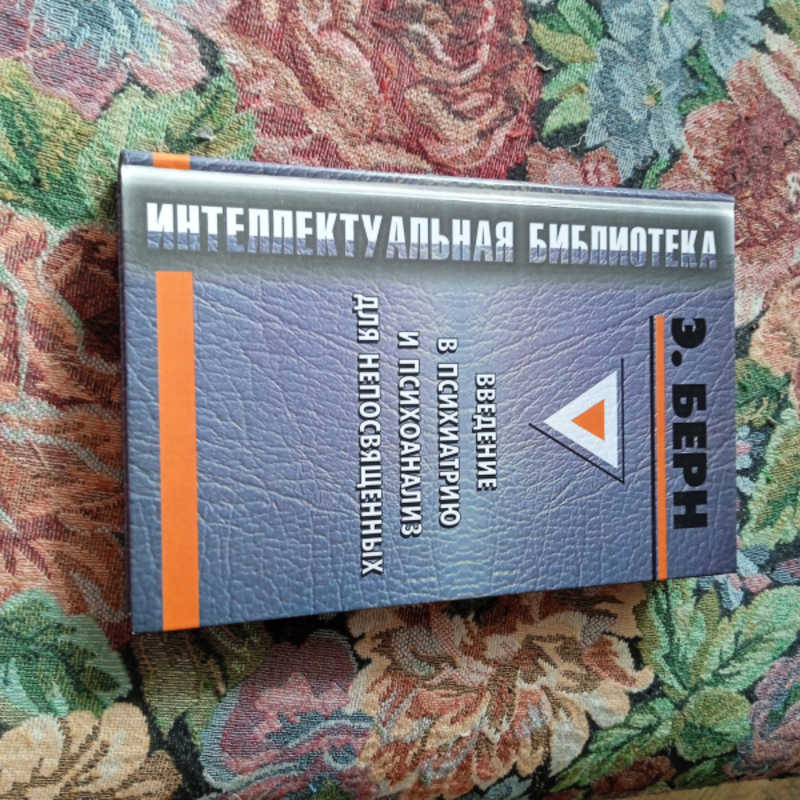 ИНТЕЛЛЕКТУАЛЬНАЯ БИБЛИОТЕКА
Э. БЕРН
ВВЕДЕНИЕ
В ПСИХИАТРИЮ
И ПСИХОАНАЛИЗ
ДЛЯ НЕПОСВЯЩЕННЫХ